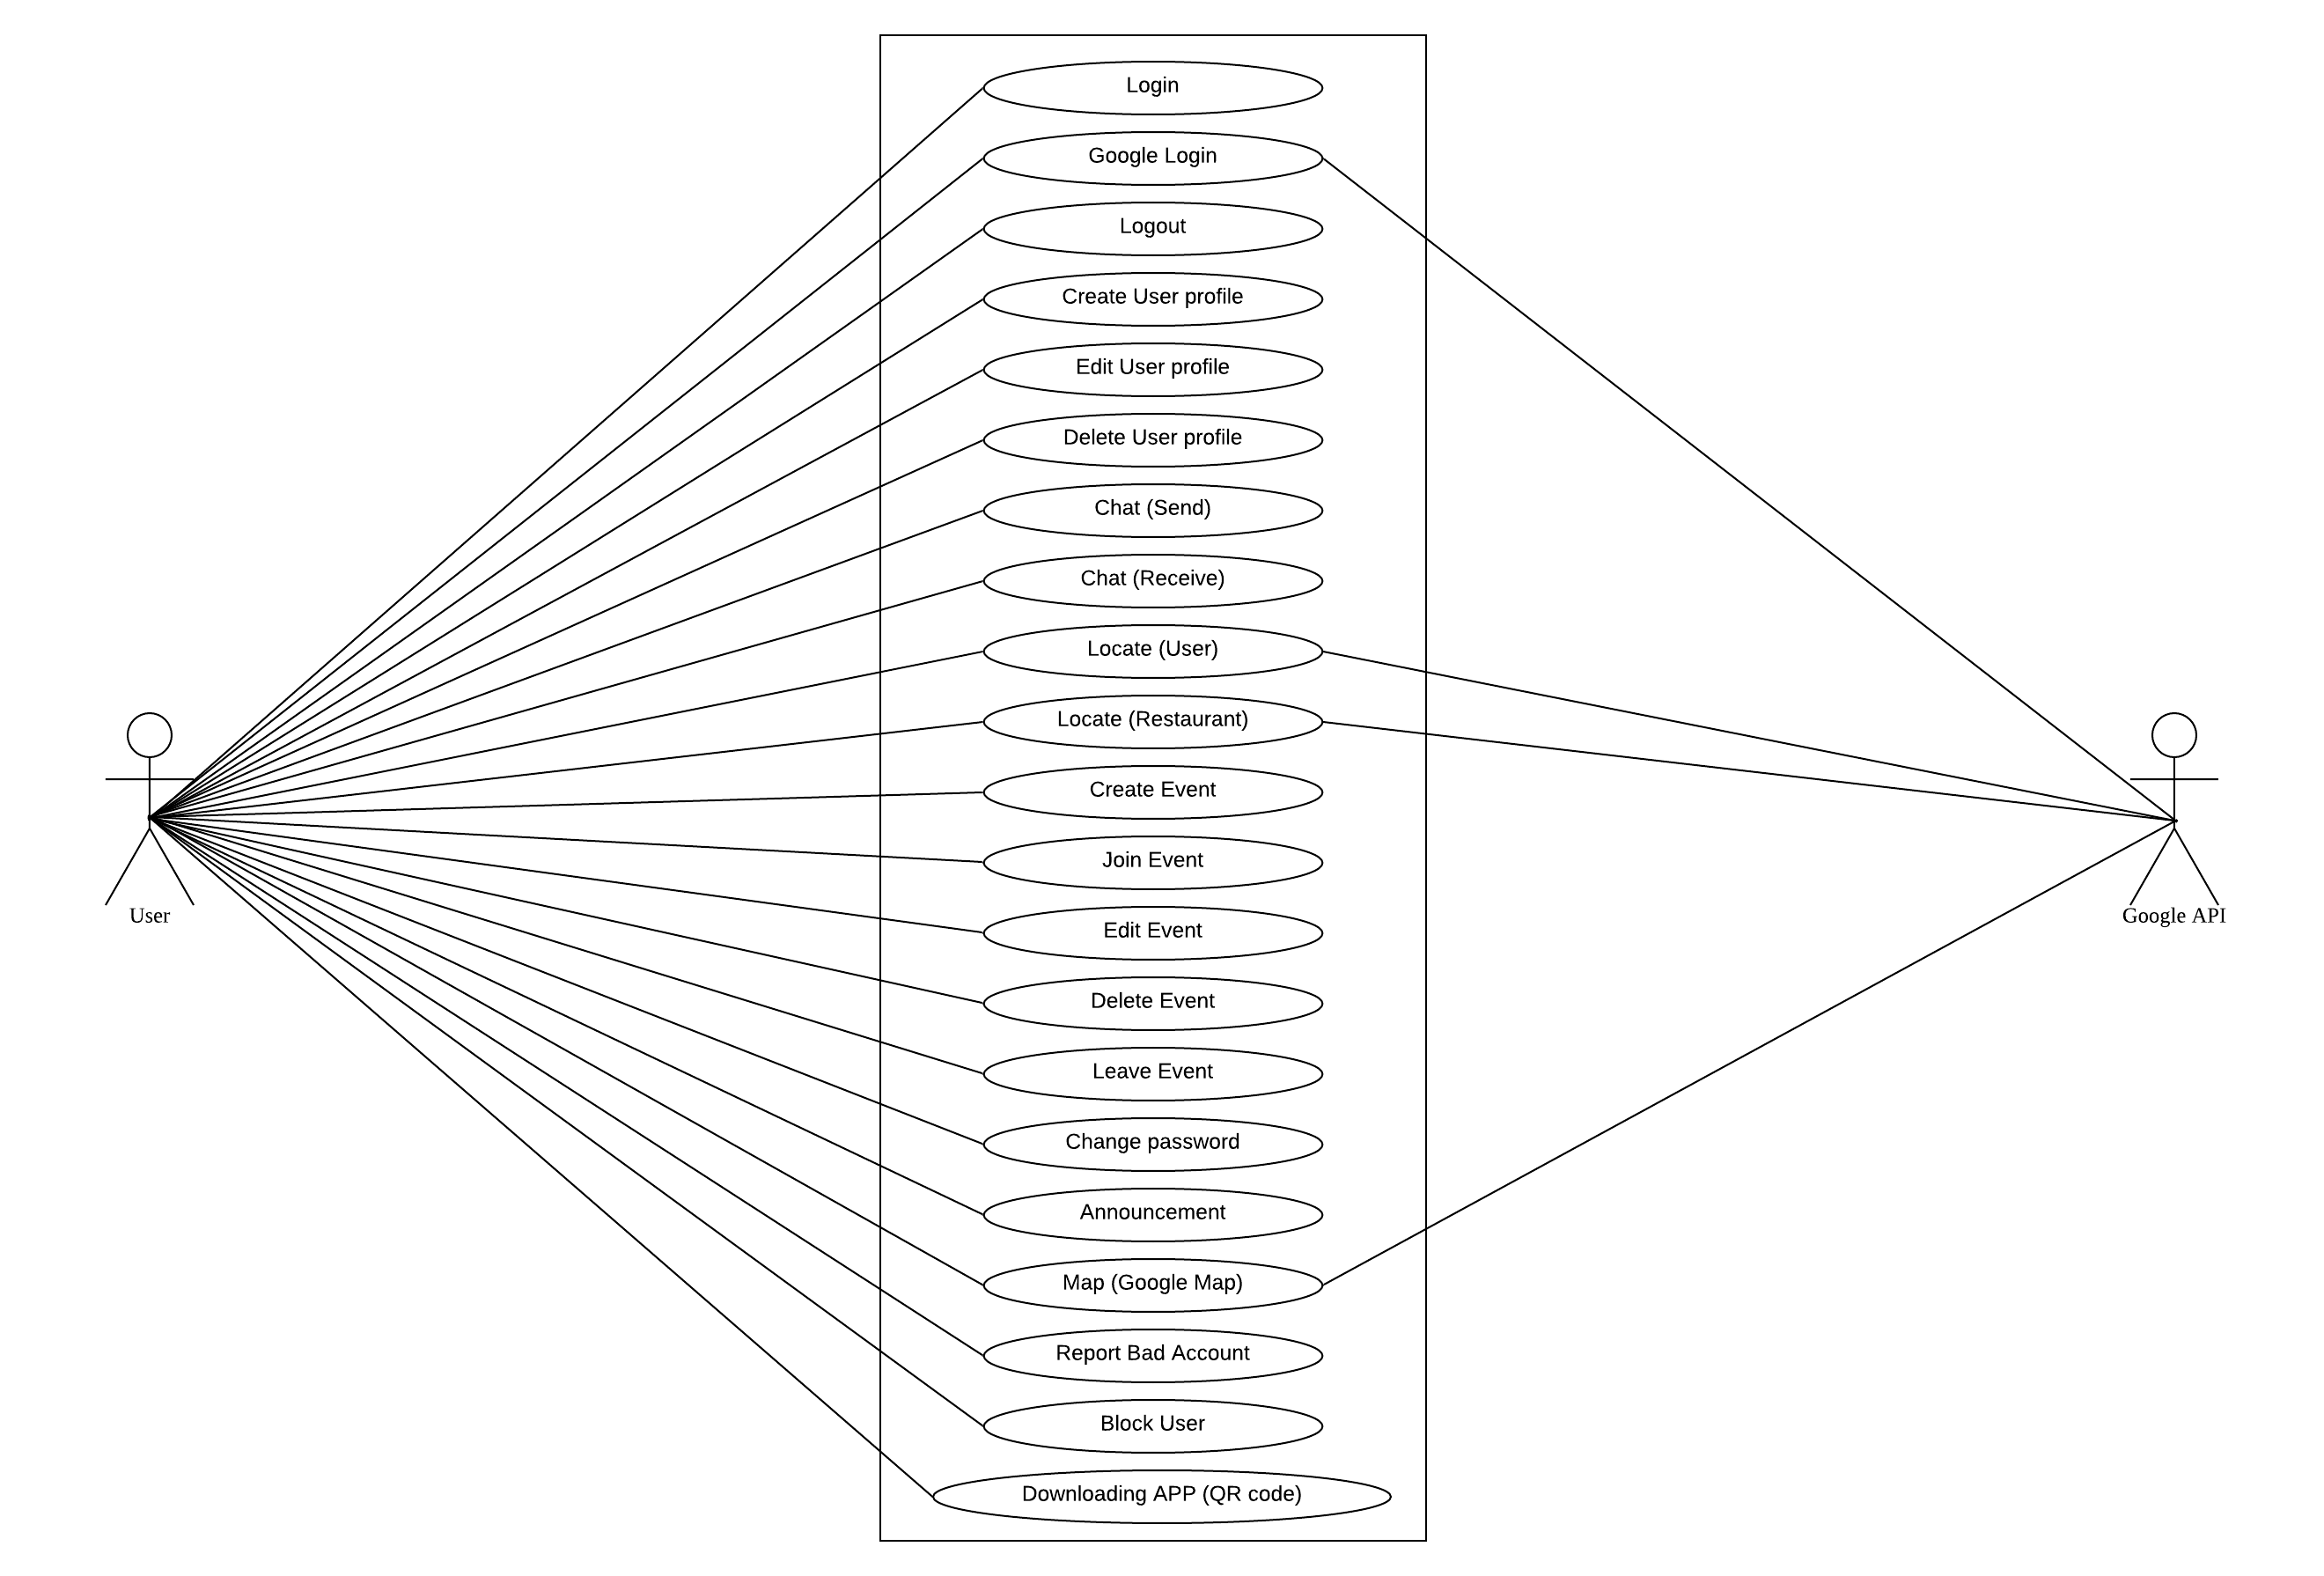 Login
Google Login
Logout
Create User profile
Edit User profile
Delete User profile
Chat (Send)
Chat (Receive)
Locate (User)
Locate (Restaurant)
Create Event
Join Event
Edit Event
Delete Event
Leave Event
Change password
Announcement
Map (Google Map)
Report Bad Account
Block User
Downloading APP (QR code)
User
Google API